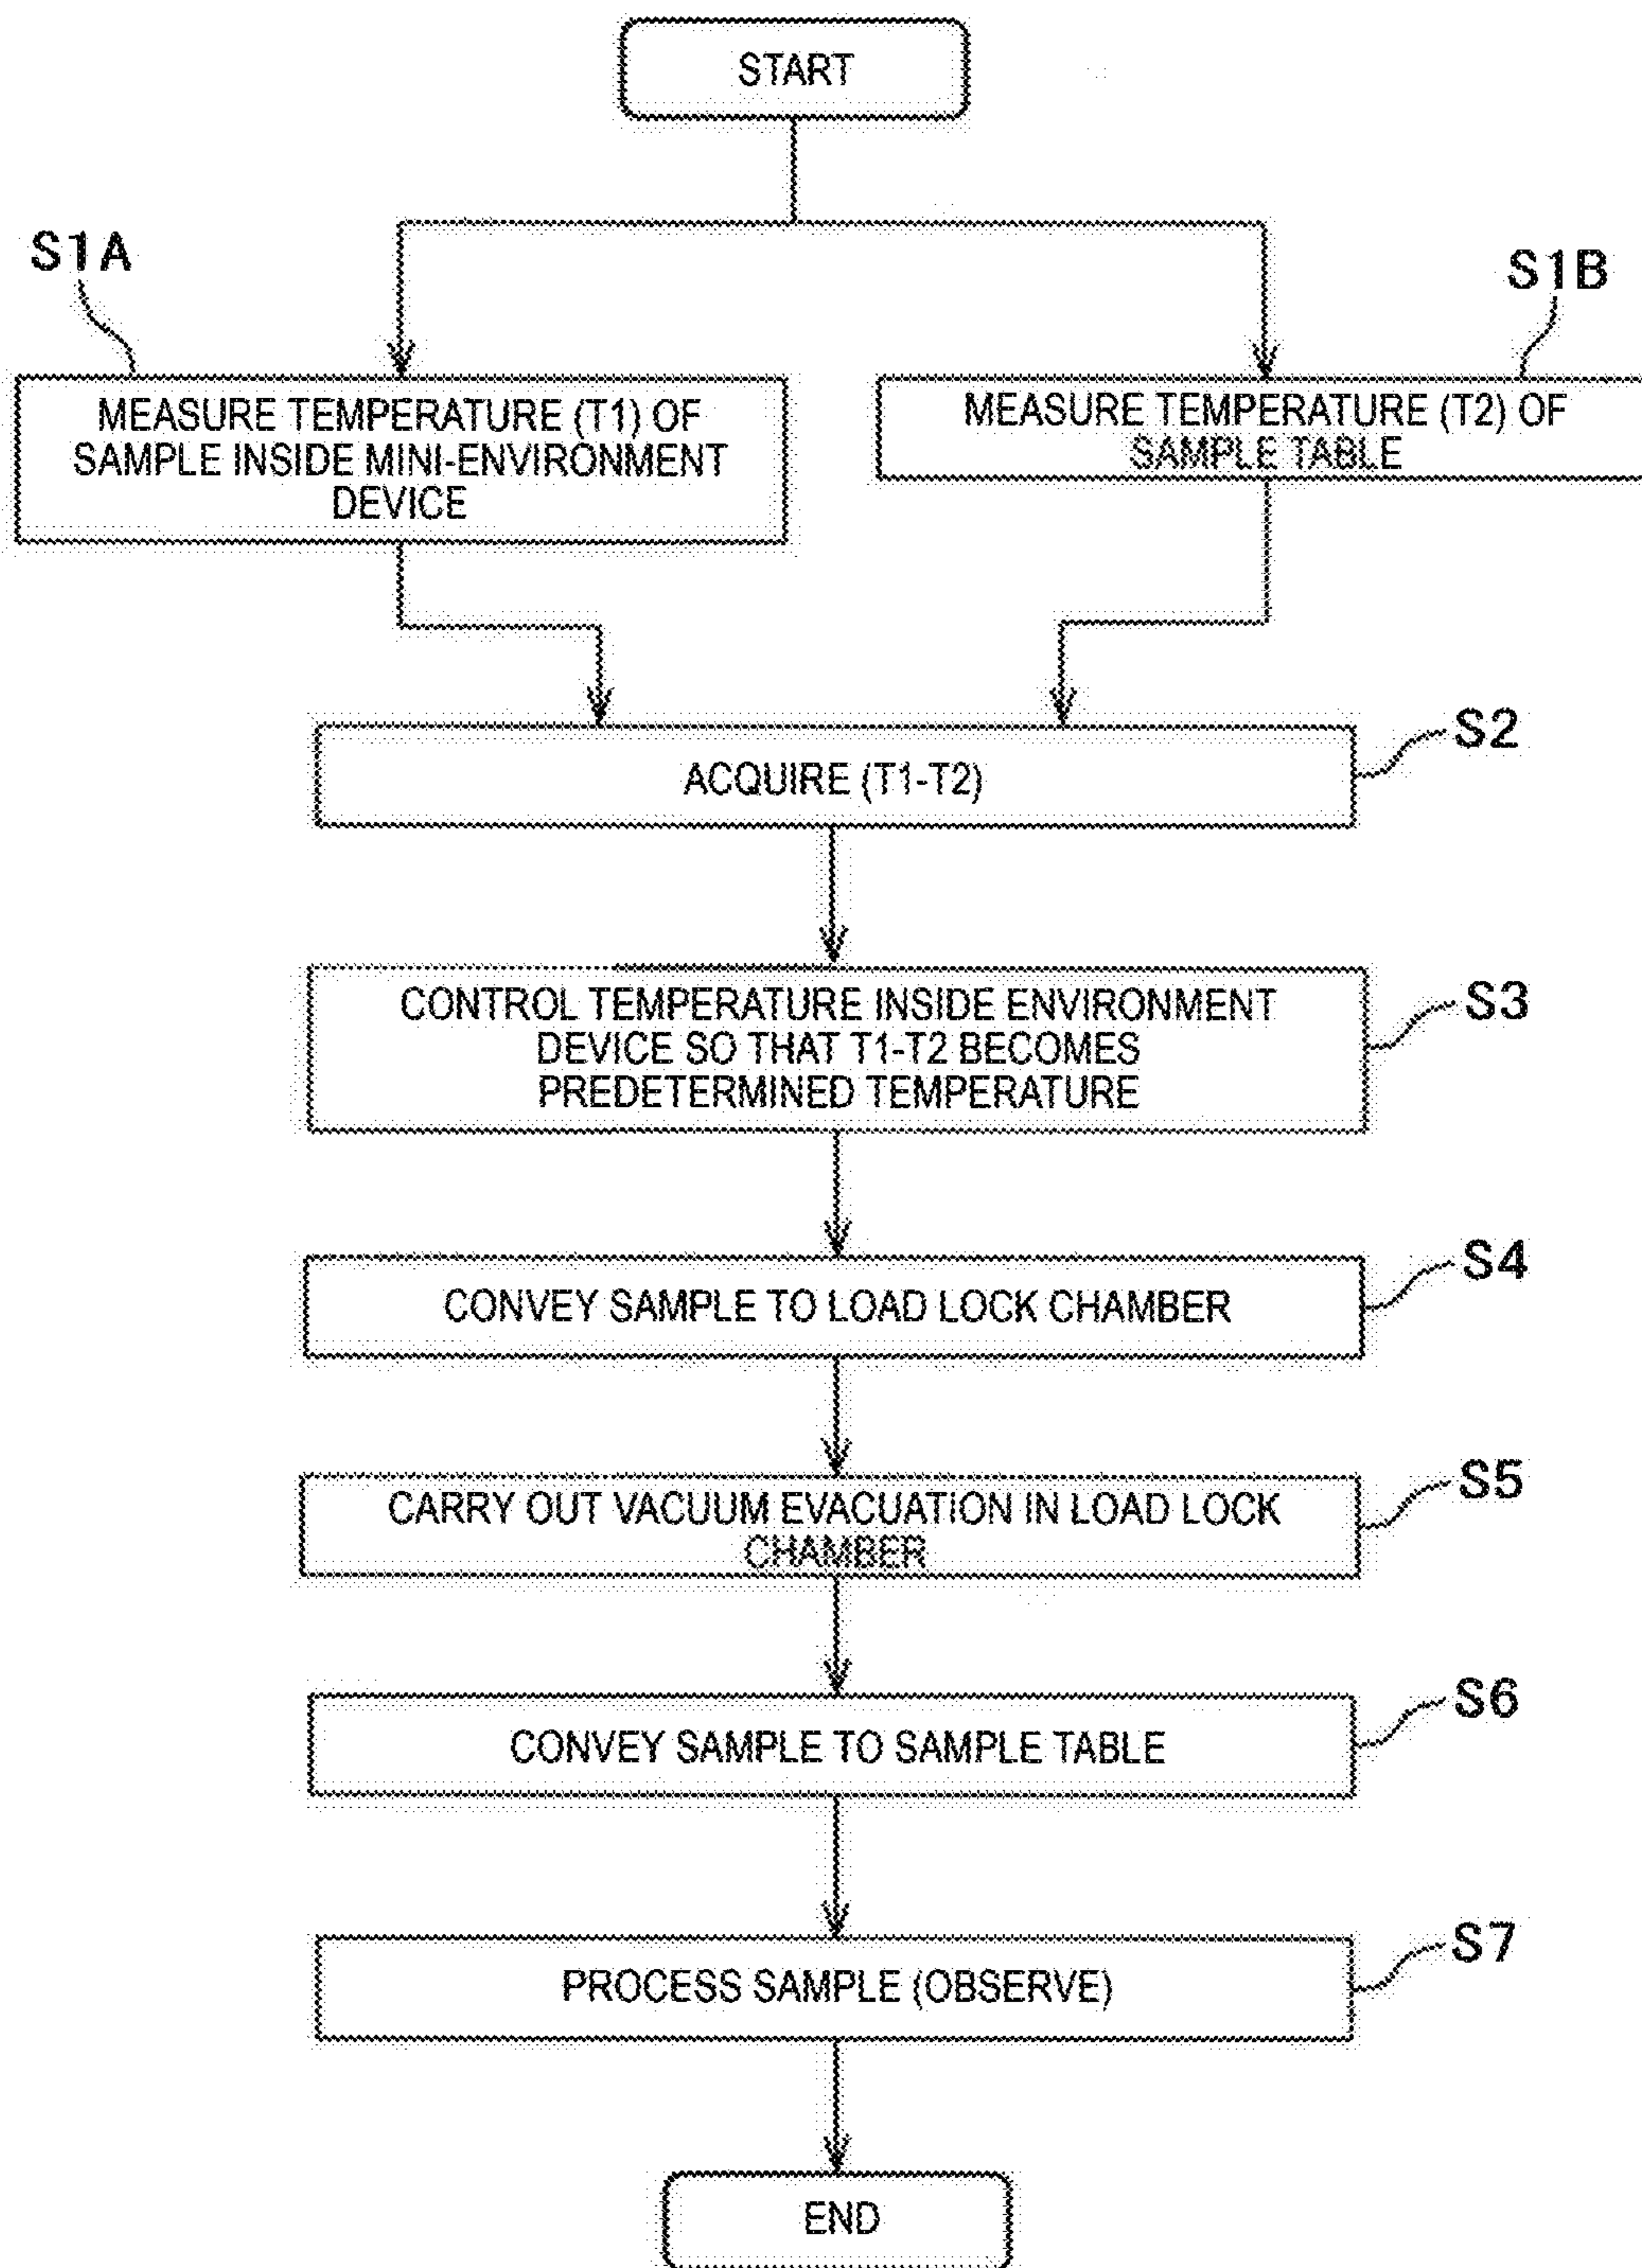 START
S1A
S1B
MEASURE TEMPERATURE (T1) OF
SAMPLE INSIDE MINI-ENVIRONMENT
DEVICE
MEASURE TEMPERATURE (T2) OF
SAMPLE TABLE
S2
ACQUIRE (T1-T2)
S3
CONTROL TEMPERATURE INSIDE ENVIRONMENT
DEVICE SO THAT T1-T2 BECOMES
PREDETERMINED TEMPERATURE
S4
CONVEY SAMPLE TO LOAD LOCK CHAMBER
S5
CARRY OUT VACUUM EVACUATION IN LOAD LOCK
CHAMBER
S6
CONVEY SAMPLE TO SAMPLE TABLE
S7
PROCESS SAMPLE (OBSERVE)
END